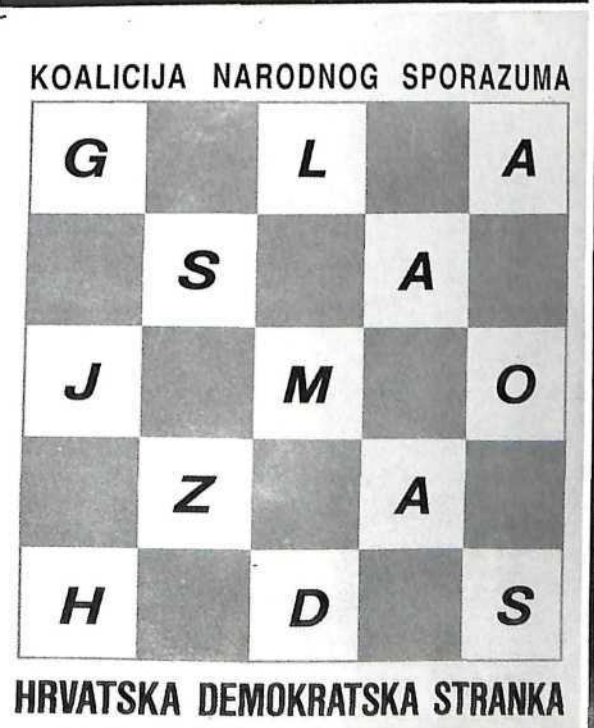 KOALICIJA NARODNOG SPORAZUMA
G L A
S A
J M O
Z A
H D S
HRVATSKA DEMOKRATSKA STRANKA